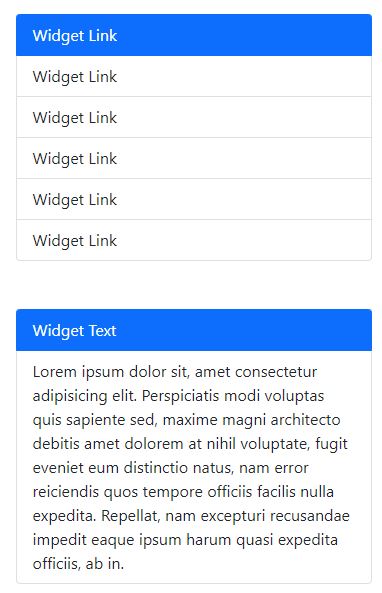 Widget Link
Widget Link
Widget Link
Widget Link
Widget Link
Widget Link
Widget Text
Lorem ipsum dolor sit, amet consectetur
adipisicing elit. Perspiciatis modi voluptas
quis sapiente sed, maxime magni architecto
debitis amet dolorem at nihil voluptate, fugit
eveniet eum distinctio natus, nam error
reiciendis quos tempore officiis facilis nulla
expedita. Repellat, nam excepturi recusandae
impedit eaque ipsum harum quasi expedita
officiis, ab in.